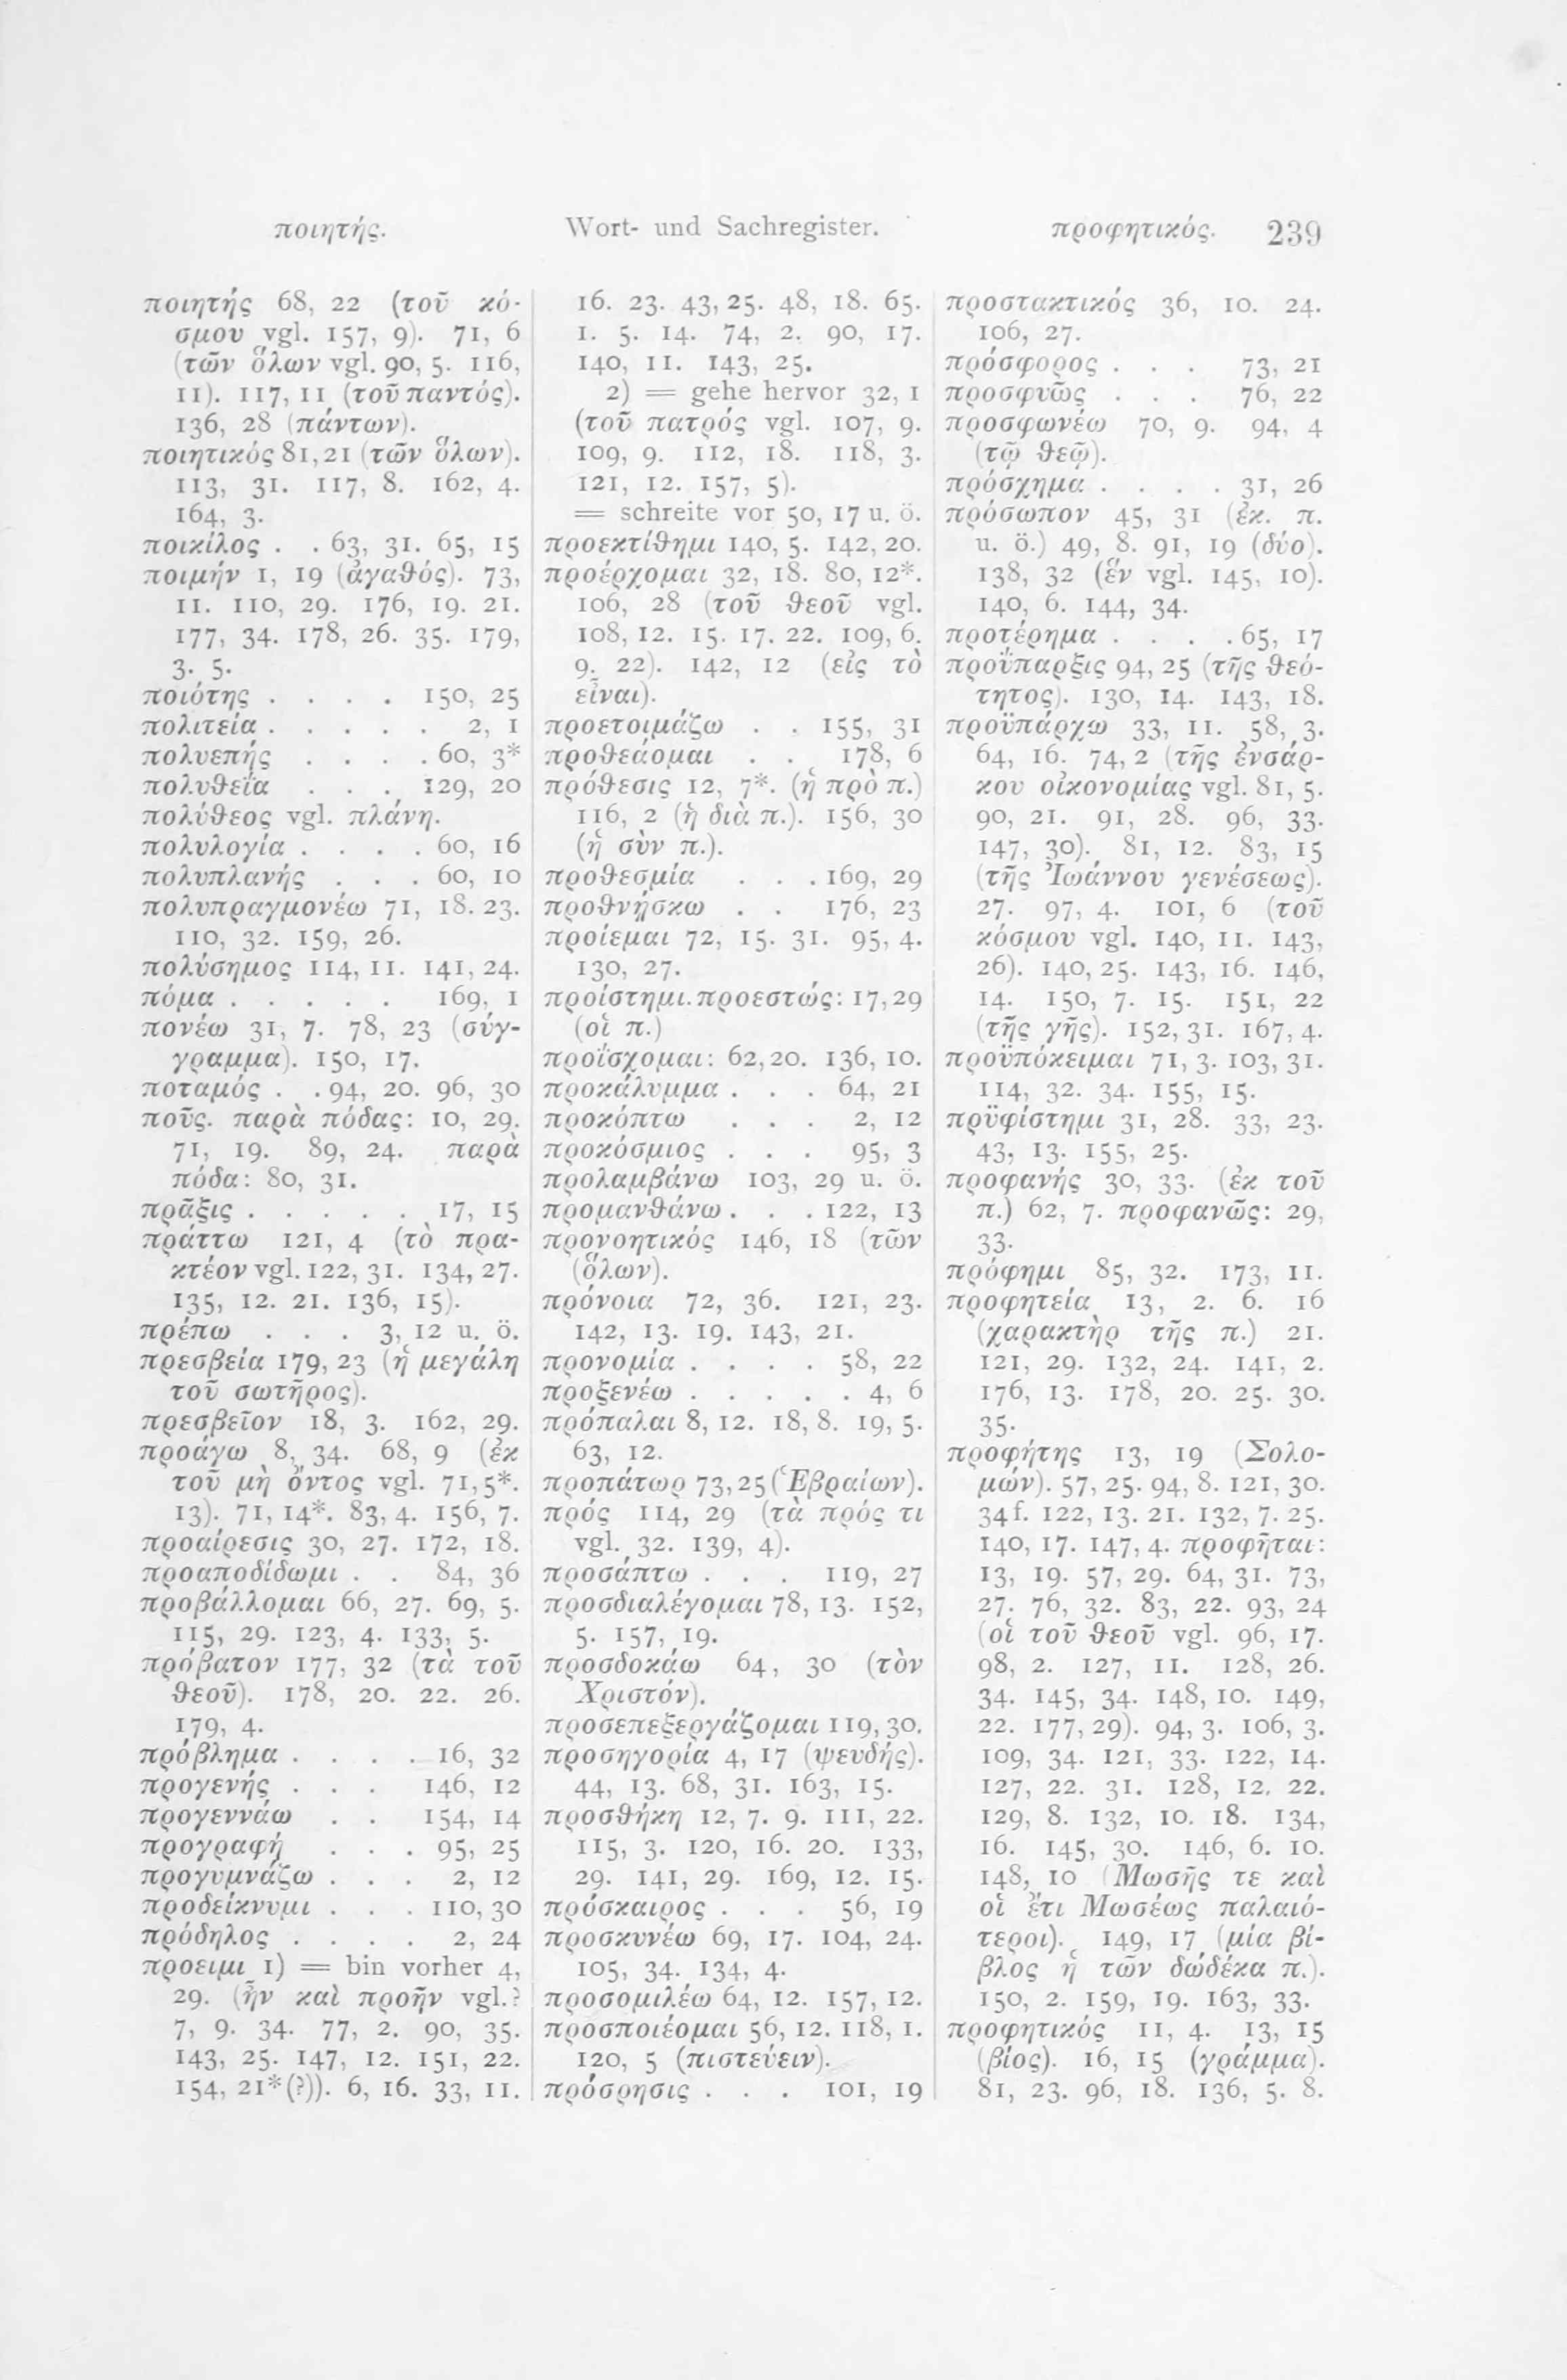 ποιητής. Wort- und Sachregister. προφητικός. 239
ποιητής 68, 22 (τοῦ κό-
σμου vgl. 157, 9). 71, 6
(τῶν ὅλων vgl. 90, 5. 116,
11). 117, 11 (τοῦ παντός).
136, 28 (πάντων).
ποιητικός 81, 21 (τῶν ὅλων).
113, 31. 117, 8. 162, 4.
164, 3.
ποικίλος . . 63, 31. 65, 15
ποιμήν 1, 19 (ἀγαθός). 73,
11. 110, 29. 176, 19. 21.
177, 34. 178, 26. 35. 179,
3. 5.
ποιότης . . . . 150, 25
πολιτεία . . . . . 2, 1
πολυεπής . . . . 60, 3*
πολυθεΐα . . . 129, 20
πολύθεος vgl. πλάνη.
πολυλογία . . . . 60, 16
πολυπλανής . . . 60, 10
πολυπραγμονέω 71, 18. 23.
110, 32. 159, 26.
πολύσημος 114, 11. 141, 24.
πόμα . . . . . 169, 1
πονέω 31, 7. 78, 23 (σύγ-
γραμμα). 150, 17.
ποταμός . . 94, 20. 96, 30
πούς. παρὰ πόδας: 10, 29.
71, 19. 89, 24. παρὰ
πόδα: 80, 31.
πρᾶξις . . . . . 17, 15
πράττω 121, 4 (τὸ πρα-
κτέον vgl. 122, 31. 134, 27.
135, 12. 21. 136, 15).
πρέπω . . . 3, 12 u. ö.
πρεσβεία 179, 23 (ἡ μεγάλη
τοῦ σωτῆρος).
πρεσβεῖον 18, 3. 162, 29.
προάγω 8, 34. 68, 9 (ἐκ
τοῦ μὴ ὄντος vgl. 71, 5*.
13). 71, 14*. 83, 4. 156, 7.
προαίρεσις 30, 27. 172, 18.
προαποδίδωμι . . 84, 36
προβάλλομαι 66, 27. 69, 5.
115, 29. 123, 4. 133, 5.
πρόβατον 177, 32 (τὰ τοῦ
θεοῦ). 178, 20. 22. 26.
179, 4.
πρόβλημα . . . . 16, 32
προγενής . . . 146, 12
προγεννάω . . 154, 14
προγραφή . . . 95, 25
προγυμνάζω . . . 2, 12
προδείκνυμι . . . 110, 30
πρόδηλος . . . . 2, 24
προειμι 1) = bin vorher 4,
29. (ἦν καὶ προῆν vgl.?
7, 9. 34. 77, 2. 90, 35.
143, 25. 147, 12. 151, 22.
154, 21*(?)). 6, 16. 33, 11.
16. 23. 43, 25. 48, 18. 65.
1. 5. 14. 74, 2. 90, 17.
140, 11. 143, 25.
2) = gehe hervor 32, 1
(τοῦ πατρός vgl. 107, 9.
109, 9. 112, 18. 118, 3.
121, 12. 157, 5).
= schreite vor 50, 17 u. ö.
προεκτίθημι 140, 5. 142, 20.
προέρχομαι 32, 18. 80, 12*.
106, 28 (τοῦ θεοῦ vgl.
108, 12. 15. 17. 22. 109, 6.
9. 22). 142, 12 (εἰς τὸ
εἶναι).
προετοιμάζω . . 155, 31
προθεάομαι . . 178, 6
πρόθεσις 12, 7*. (ἡ πρὸ π.)
116, 2 (ἡ διὰ π.). 156, 30
(ἡ σὺν π.).
προθεσμία . . . 169, 29
προθνῄσκω . . 176, 23
προΐεμαι 72, 15. 31. 95, 4.
130, 27.
προίστημι. προεστώς: 17, 29
(οἱ π.)
προΐσχομαι: 62, 20. 136, 10.
προκάλυμμα . . . 64, 21
προκόπτω . . . 2, 12
προκόσμιος . . . 95, 3
προλαμβάνω 103, 29 u. ö.
προμανθάνω . . . 122, 13
προνοητικός 146, 18 (τῶν
(ὅλων).
πρόνοια 72, 36. 121, 23.
142, 13. 19. 143, 21.
προνομία . . . . 58, 22
προξενέω . . . . . 4, 6
πρόπαλαι 8, 12. 18, 8. 19, 5.
63, 12.
προπάτωρ 73, 25 (Ἑβραίων).
πρός 114, 29 (τὰ πρός τι
vgl. 32. 139, 4).
προσάπτω . . . 119, 27
προσδιαλέγομαι 78, 13. 152,
5. 157, 19.
προσδοκάω 64, 30 (τὸν
Χριστόν).
προσεπεξεργάζομαι 119, 30.
προσηγορία 4, 17 (ψευδής).
44, 13. 68, 31. 163, 15.
προσθήκη 12, 7. 9. 111, 22.
115, 3. 120, 16. 20. 133,
29. 141, 29. 169, 12. 15.
πρόσκαιρος . . . 56, 19
προσκυνέω 69, 17. 104, 24.
105, 34. 134, 4.
προσομιλέω 64, 12. 157, 12.
προσποιέομαι 56, 12. 118, 1.
120, 5 (πιστεύειν).
πρόσρησις . . . 101, 19
προστακτικός 36, 10. 24.
106, 27.
πρόσφορος . . . 73, 21
προσφυῶς . . . 76, 22
προσφωνέω 70, 9. 94, 4
(τῷ θεῷ).
πρόσχημα . . . . 31, 26
πρόσωπον 45, 31 (ἐκ. π.
u. ö.) 49, 8. 91, 19 (δύο).
138, 32 (ἓν vgl. 145, 10).
140, 6. 144, 34.
προτέρημα . . . . 65, 17
προΰπαρξις 94, 25 (τῆς θεό-
τητος). 130, 14. 143, 18.
προϋπάρχω 33, 11. 58, 3.
64, 16. 74, 2 (τῆς ἐνσάρ-
κου οἰκονομίας vgl. 81, 5.
90, 21. 91, 28. 96, 33.
147, 30). 81, 12. 83, 15
(τῆς Ἰωάννου γενέσεως).
27. 97, 4. 101, 6 (τοῦ
κόσμου vgl. 140, 11. 143,
26). 140, 25. 143, 16. 146,
14. 150, 7. 15. 151, 22
(τῆς γῆς). 152, 31. 167, 4.
προϋπόκειμαι 71, 3. 103, 31.
114, 32. 34. 155, 15.
πρϋφίστημι 31, 28. 33, 23.
43, 13. 155, 25.
προφανής 30, 33. (ἐκ τοῦ
π.) 62, 7. προφανῶς: 29,
33.
πρόφημι 85, 32. 173, 11.
προφητεία 13, 2. 6. 16
(χαρακτὴρ τῆς π.) 21.
121, 29. 132, 24. 141, 2.
176, 13. 178, 20. 25. 30.
35.
προφήτης 13, 19 (Σολο-
μών). 57, 25. 94, 8. 121, 30.
34f. 122, 13. 21. 132, 7. 25.
140, 17. 147, 4. προφῆται:
13, 19. 57, 29. 64, 31. 73,
27. 76, 32. 83, 22. 93, 24
(οἱ τοῦ θεοῦ vgl. 96, 17.
98, 2. 127, 11. 128, 26.
34. 145, 34. 148, 10. 149,
22. 177, 29). 94, 3. 106, 3.
109, 34. 121, 33. 122, 14.
127, 22. 31. 128, 12. 22.
129, 8. 132, 10. 18. 134,
16. 145, 30. 146, 6. 10.
148, 10 (Μωσῆς τε καὶ
οἱ ἔτι Μωσέως παλαιό-
τεροι). 149, 17 (μία βί-
βλος ἡ τῶν δώδέκα π.).
150, 2. 159, 19. 163, 33.
προφητικός 11, 4. 13, 15
(βίος). 16, 15 (γράμμα).
81, 23. 96, 18. 136, 5. 8.